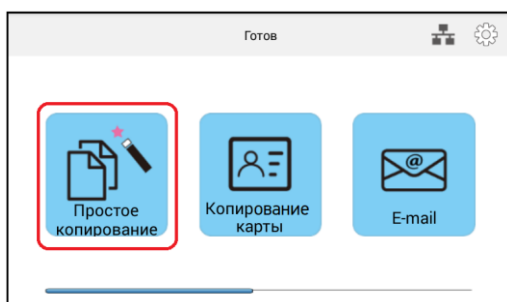 Готов
Простое
копирование
Копирование
карты
@
E-mail